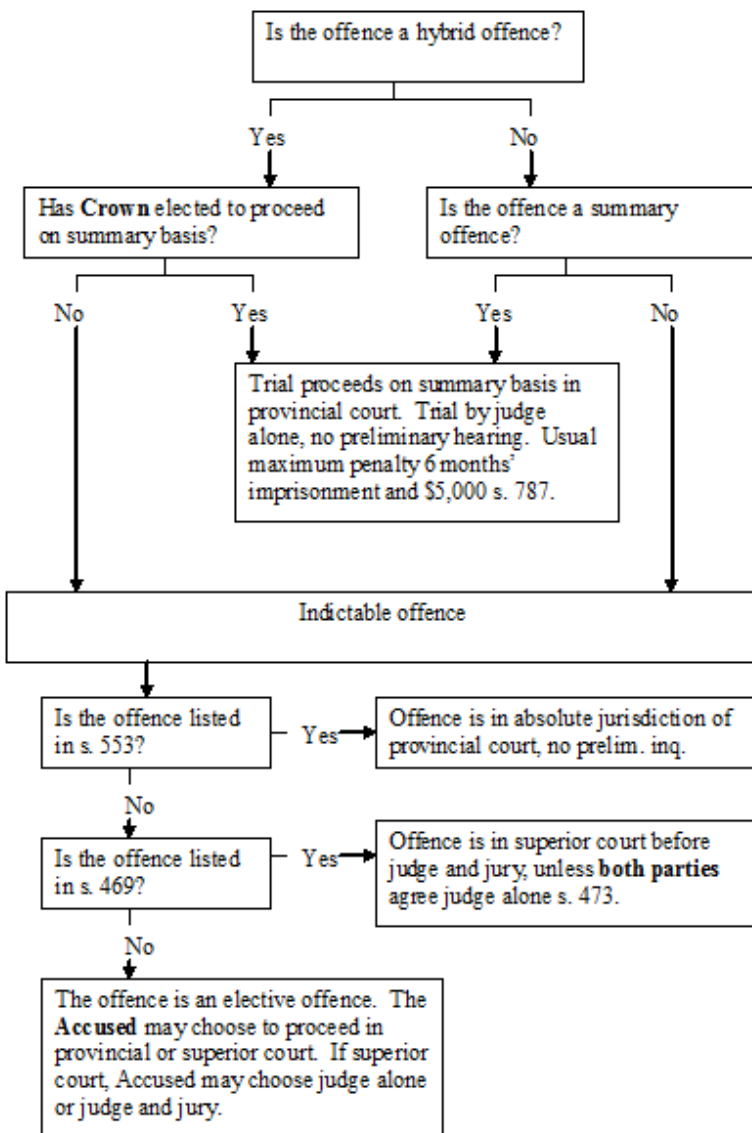 Is the offence a hybrid offence?
Yes
No
Has Crown elected to proceed
on summary basis?
Is the offence a summary
offence?
No
Yes
Yes
No
Trial proceeds on summary basis in
provincial court. Trial by judge
alone, no preliminary hearing. Usual
maximum penalty 6 months’
imprisonment and $5,000 s. 787.
Indictable offence
Is the offence listed
in s. 553?
Yes
Offence is in absolute jurisdiction of
provincial court, no prelim. inq.
No
Is the offence listed
in s. 469?
Yes
Offence is in superior court before
judge and jury, unless both parties
agree judge alone s. 473.
No
The offence is an elective offence. The
Accused may choose to proceed in
provincial or superior court. If superior
court, Accused may choose judge alone
or judge and jury.